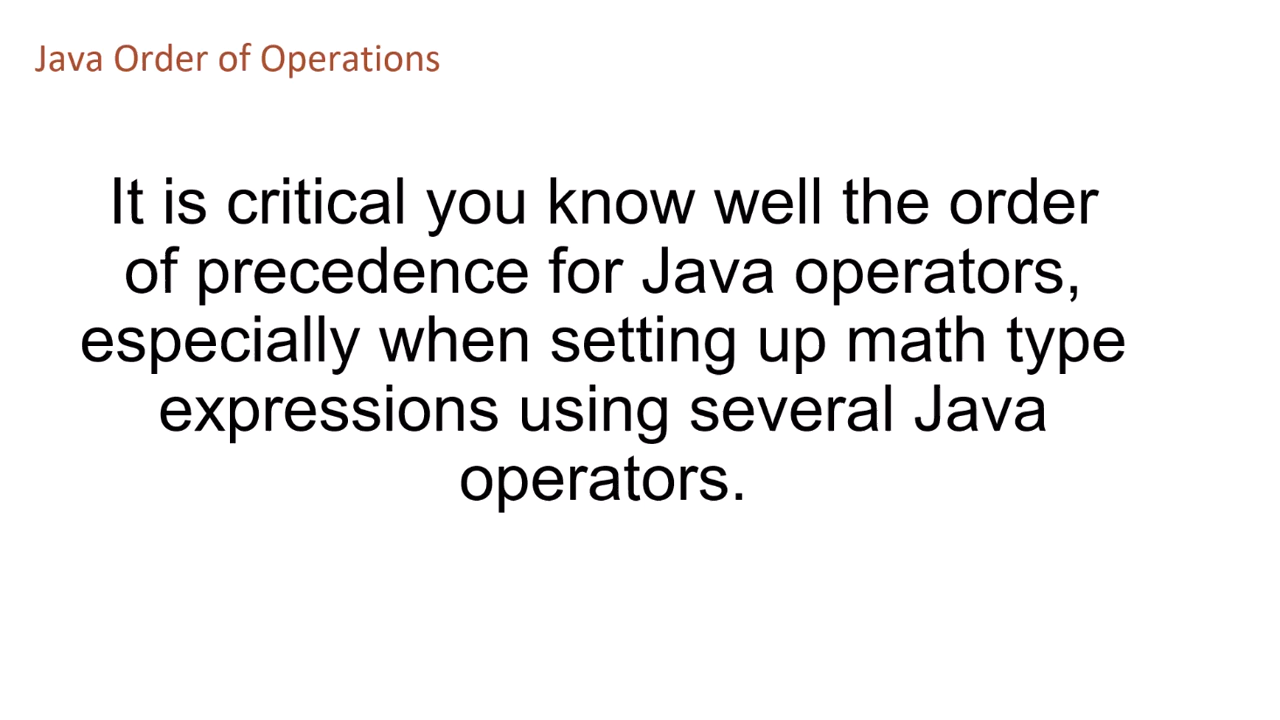 Java Order of Operations
It is critical you know well the order
of precedence for Java operators,
especially when setting up math type
expressions using several Java
operators.